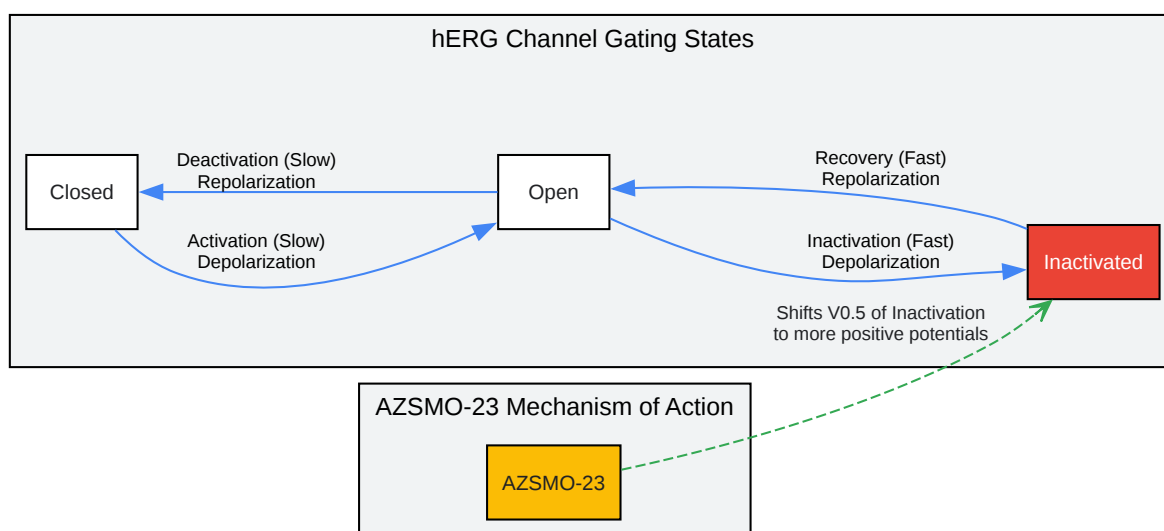 hERG Channel Gating States
Deactivation (Slow)
Repolarization
Recovery (Fast)
Repolarization
Closed
Open
Activation (Slow)
Depolarization
Inactivation (Fast)
Depolarization
Inactivated
Shifts V0.5 of Inactivation
to more positive potentials
AZSMO-23 Mechanism of Action
AZSMO-23